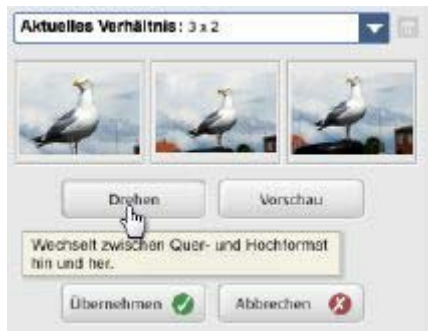 Aktuelles Verhältnis: 3 x 2
Drehen Vorschau
Wechselt zwischen Quer- und Hochformat
hin und her.
Übernehmen Abbrechen